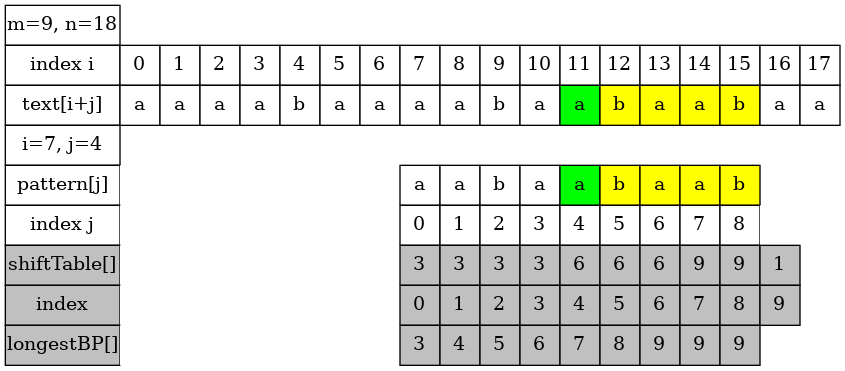 m=9, n=18
index i 0 1 2 3 4 5 6 7 8 9 10 11 12 13 14 15 16 17
text[i+j] a a a a b a a a a b a a b a a b a a
i=7, j=4
pattern[j] a a b a a b a a b
index j 0 1 2 3 4 5 6 7 8
shiftTable[] 3 3 3 3 6 6 6 9 9 1
index 0 1 2 3 4 5 6 7 8 9
longestBP[] 3 4 5 6 7 8 9 9 9